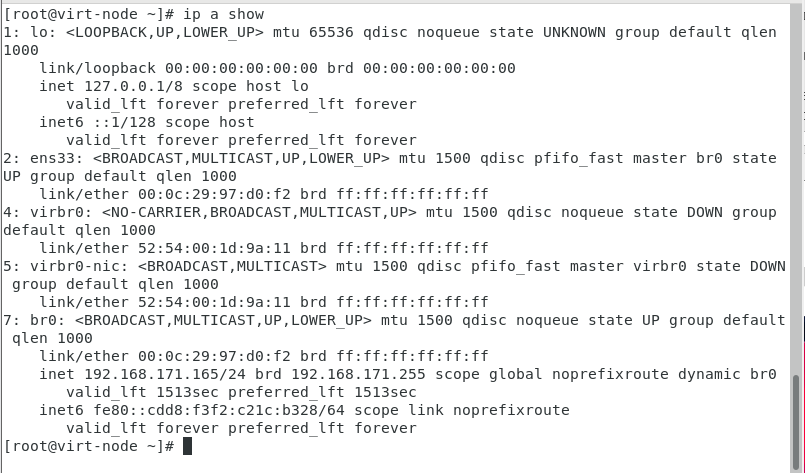 [root@virt-node ~]# ip a show
1: lo: <LOOPBACK,UP,LOWER_UP> mtu 65536 qdisc noqueue state UNKNOWN group default qlen
1000
    link/loopback 00:00:00:00:00:00 brd 00:00:00:00:00:00
    inet 127.0.0.1/8 scope host lo
       valid_lft forever preferred_lft forever
    inet6 ::1/128 scope host
       valid_lft forever preferred_lft forever
2: ens33: <BROADCAST,MULTICAST,UP,LOWER_UP> mtu 1500 qdisc pfifo_fast master br0 state
UP group default qlen 1000
    link/ether 00:0c:29:97:d0:f2 brd ff:ff:ff:ff:ff:ff
4: virbr0: <NO-CARRIER,BROADCAST,MULTICAST,UP> mtu 1500 qdisc noqueue state DOWN group
default qlen 1000
    link/ether 52:54:00:1d:9a:11 brd ff:ff:ff:ff:ff:ff
5: virbr0-nic: <BROADCAST,MULTICAST> mtu 1500 qdisc pfifo_fast master virbr0 state DOWN
 group default qlen 1000
    link/ether 52:54:00:1d:9a:11 brd ff:ff:ff:ff:ff:ff
7: br0: <BROADCAST,MULTICAST,UP,LOWER_UP> mtu 1500 qdisc noqueue state UP group default
 qlen 1000
    link/ether 00:0c:29:97:d0:f2 brd ff:ff:ff:ff:ff:ff
    inet 192.168.171.165/24 brd 192.168.171.255 scope global noprefixroute dynamic br0
       valid_lft 1513sec preferred_lft 1513sec
    inet6 fe80::cdd8:f3f2:c21c:b328/64 scope link noprefixroute
       valid_lft forever preferred_lft forever
[root@virt-node ~]#